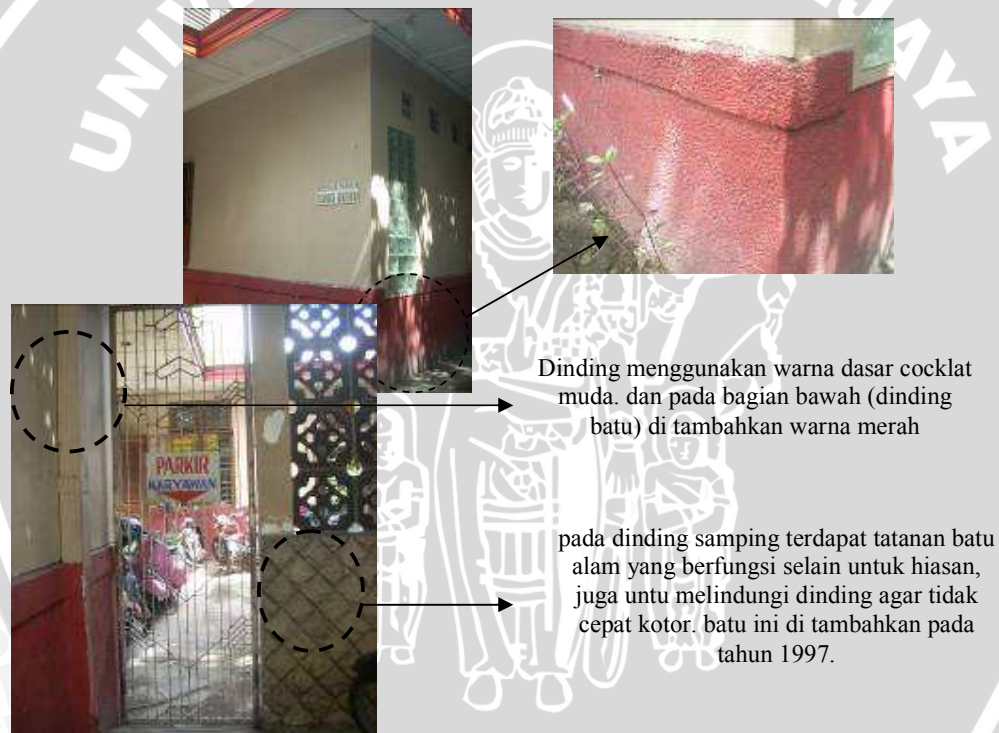 UNI
JAYA
PARKIR
KARYAWAN
Dinding menggunakan warna dasar cocklat
muda. dan pada bagian bawah (dinding
batu) di tambahkan warna merah
pada dinding samping terdapat tatanan batu
alam yang berfungsi selain untuk hiasan,
juga untu melindungi dinding agar tidak
cepat kotor. batu ini di tambahkan pada
tahun 1997.